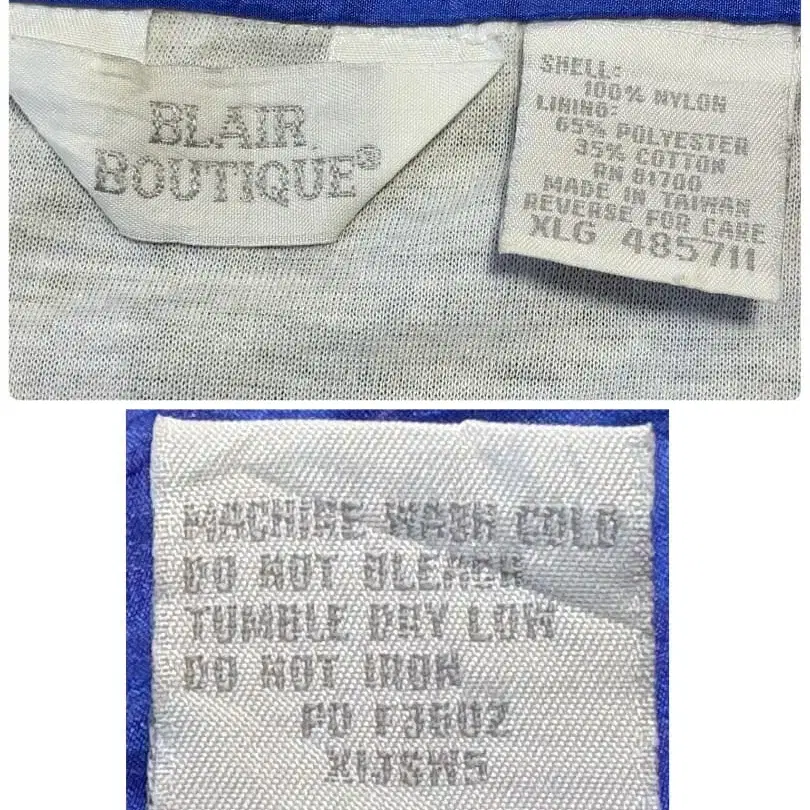 BLAIR
BOUTIQUE®
SHELL:
100% NYLON
LINING:
65% POLYESTER
35% COTTON
RN 81700
MADE IN TAIWAN
REVERSE FOR CARE
XLG 485711
MACHINE WASH COLD
DO NOT BLEACH
TUMBLE DRY LOW
DO NOT IRON
PO